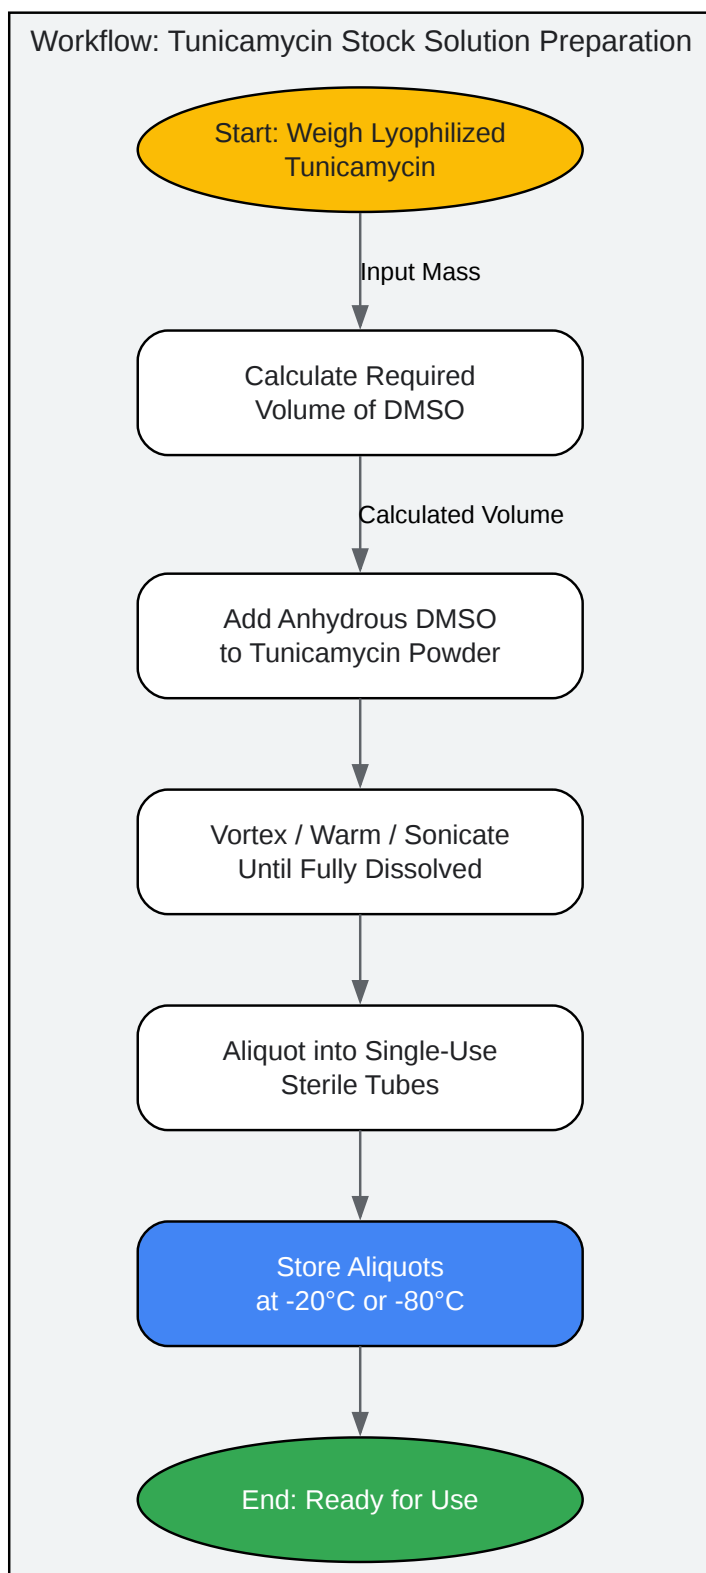 Workflow: Tunicamycin Stock Solution Preparation
Start: Weigh Lyophilized
Tunicamycin
Input Mass
Calculate Required
Volume of DMSO
Calculated Volume
Add Anhydrous DMSO
to Tunicamycin Powder
Vortex / Warm / Sonicate
Until Fully Dissolved
Aliquot into Single-Use
Sterile Tubes
Store Aliquots
at -20°C or -80°C
End: Ready for Use